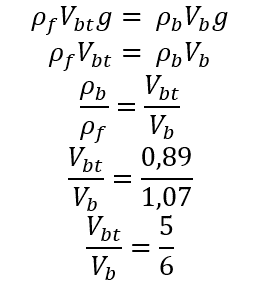 ρ_f V_bt g = ρ_b V_b g
ρ_f V_bt = ρ_b V_b
ρ_b / ρ_f = V_bt / V_b
V_bt / V_b = 0,89 / 1,07
V_bt / V_b = 5 / 6